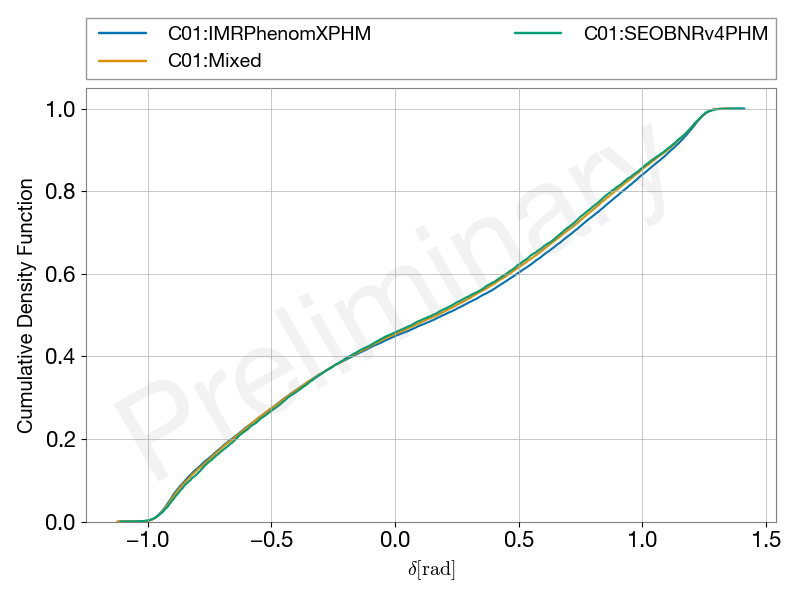 C01:IMRPhenomXPHM
C01:Mixed
C01:SEOBNRv4PHM
1.0
0.8
0.6
0.4
0.2
0.0
Cumulative Density Function
Preliminary
−1.0 −0.5 0.0 0.5 1.0 1.5
δ[rad]